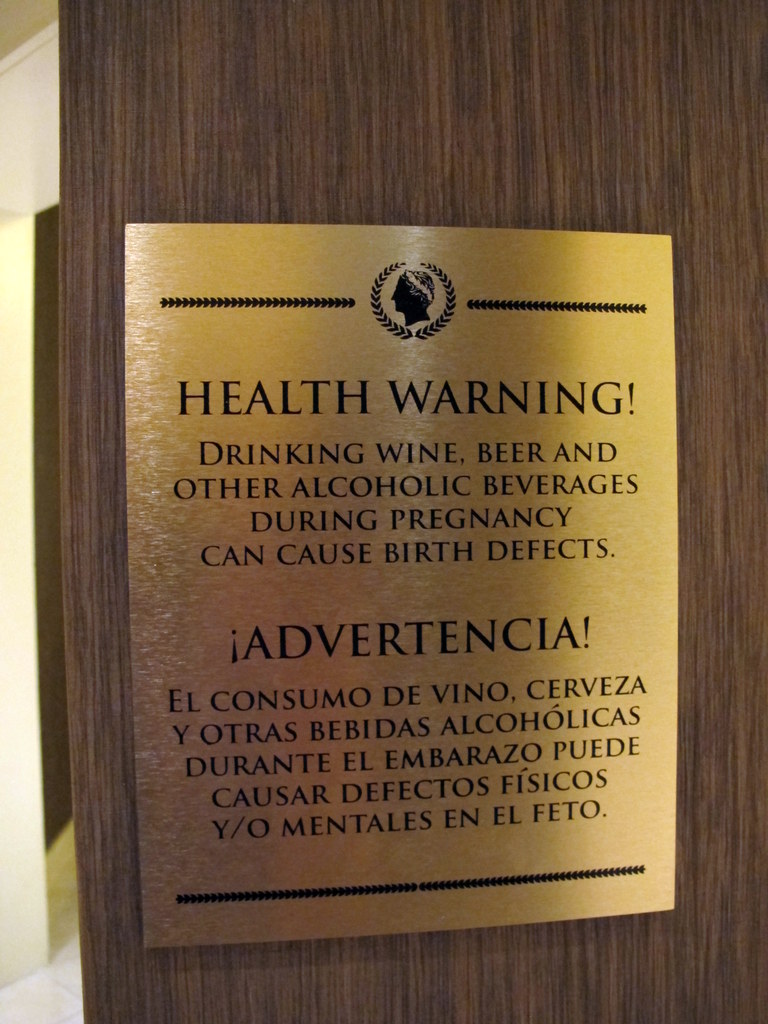 HEALTH WARNING!
DRINKING WINE, BEER AND
OTHER ALCOHOLIC BEVERAGES
DURING PREGNANCY
CAN CAUSE BIRTH DEFECTS.
¡ADVERTENCIA!
EL CONSUMO DE VINO, CERVEZA
Y OTRAS BEBIDAS ALCOHÓLICAS
DURANTE EL EMBARAZO PUEDE
CAUSAR DEFECTOS FÍSICOS
Y/O MENTALES EN EL FETO.